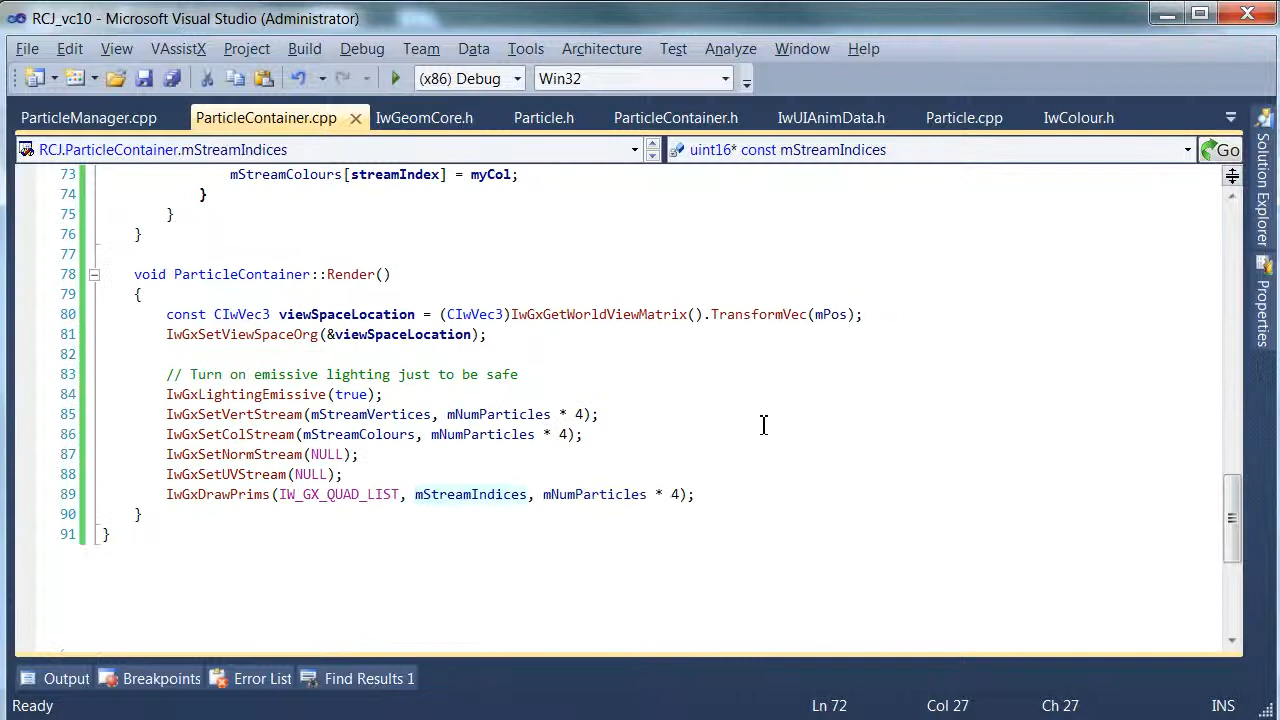 RCJ_vc10 - Microsoft Visual Studio (Administrator)
File Edit View VAssistX Project Build Debug Team Data Tools Architecture Test Analyze Window Help
(x86) Debug Win32
ParticleManager.cpp ParticleContainer.cpp IwGeomCore.h Particle.h ParticleContainer.h IwUIAnimData.h Particle.cpp IwColour.h
RCJ.ParticleContainer.mStreamIndices uint16* const mStreamIndices Go
73 mStreamColours[streamIndex] = myCol;
74 }
75 }
76 }
77
78 void ParticleContainer::Render()
79 {
80 const CIwVec3 viewSpaceLocation = (CIwVec3)IwGxGetWorldViewMatrix().TransformVec(mPos);
81 IwGxSetViewSpaceOrg(&viewSpaceLocation);
82
83 // Turn on emissive lighting just to be safe
84 IwGxLightingEmissive(true);
85 IwGxSetVertStream(mStreamVertices, mNumParticles * 4);
86 IwGxSetColStream(mStreamColours, mNumParticles * 4);
87 IwGxSetNormStream(NULL);
88 IwGxSetUVStream(NULL);
89 IwGxDrawPrims(IW_GX_QUAD_LIST, mStreamIndices, mNumParticles * 4);
90 }
91 }
Solution Explorer
Properties
Output Breakpoints Error List Find Results 1
Ready Ln 72 Col 27 Ch 27 INS